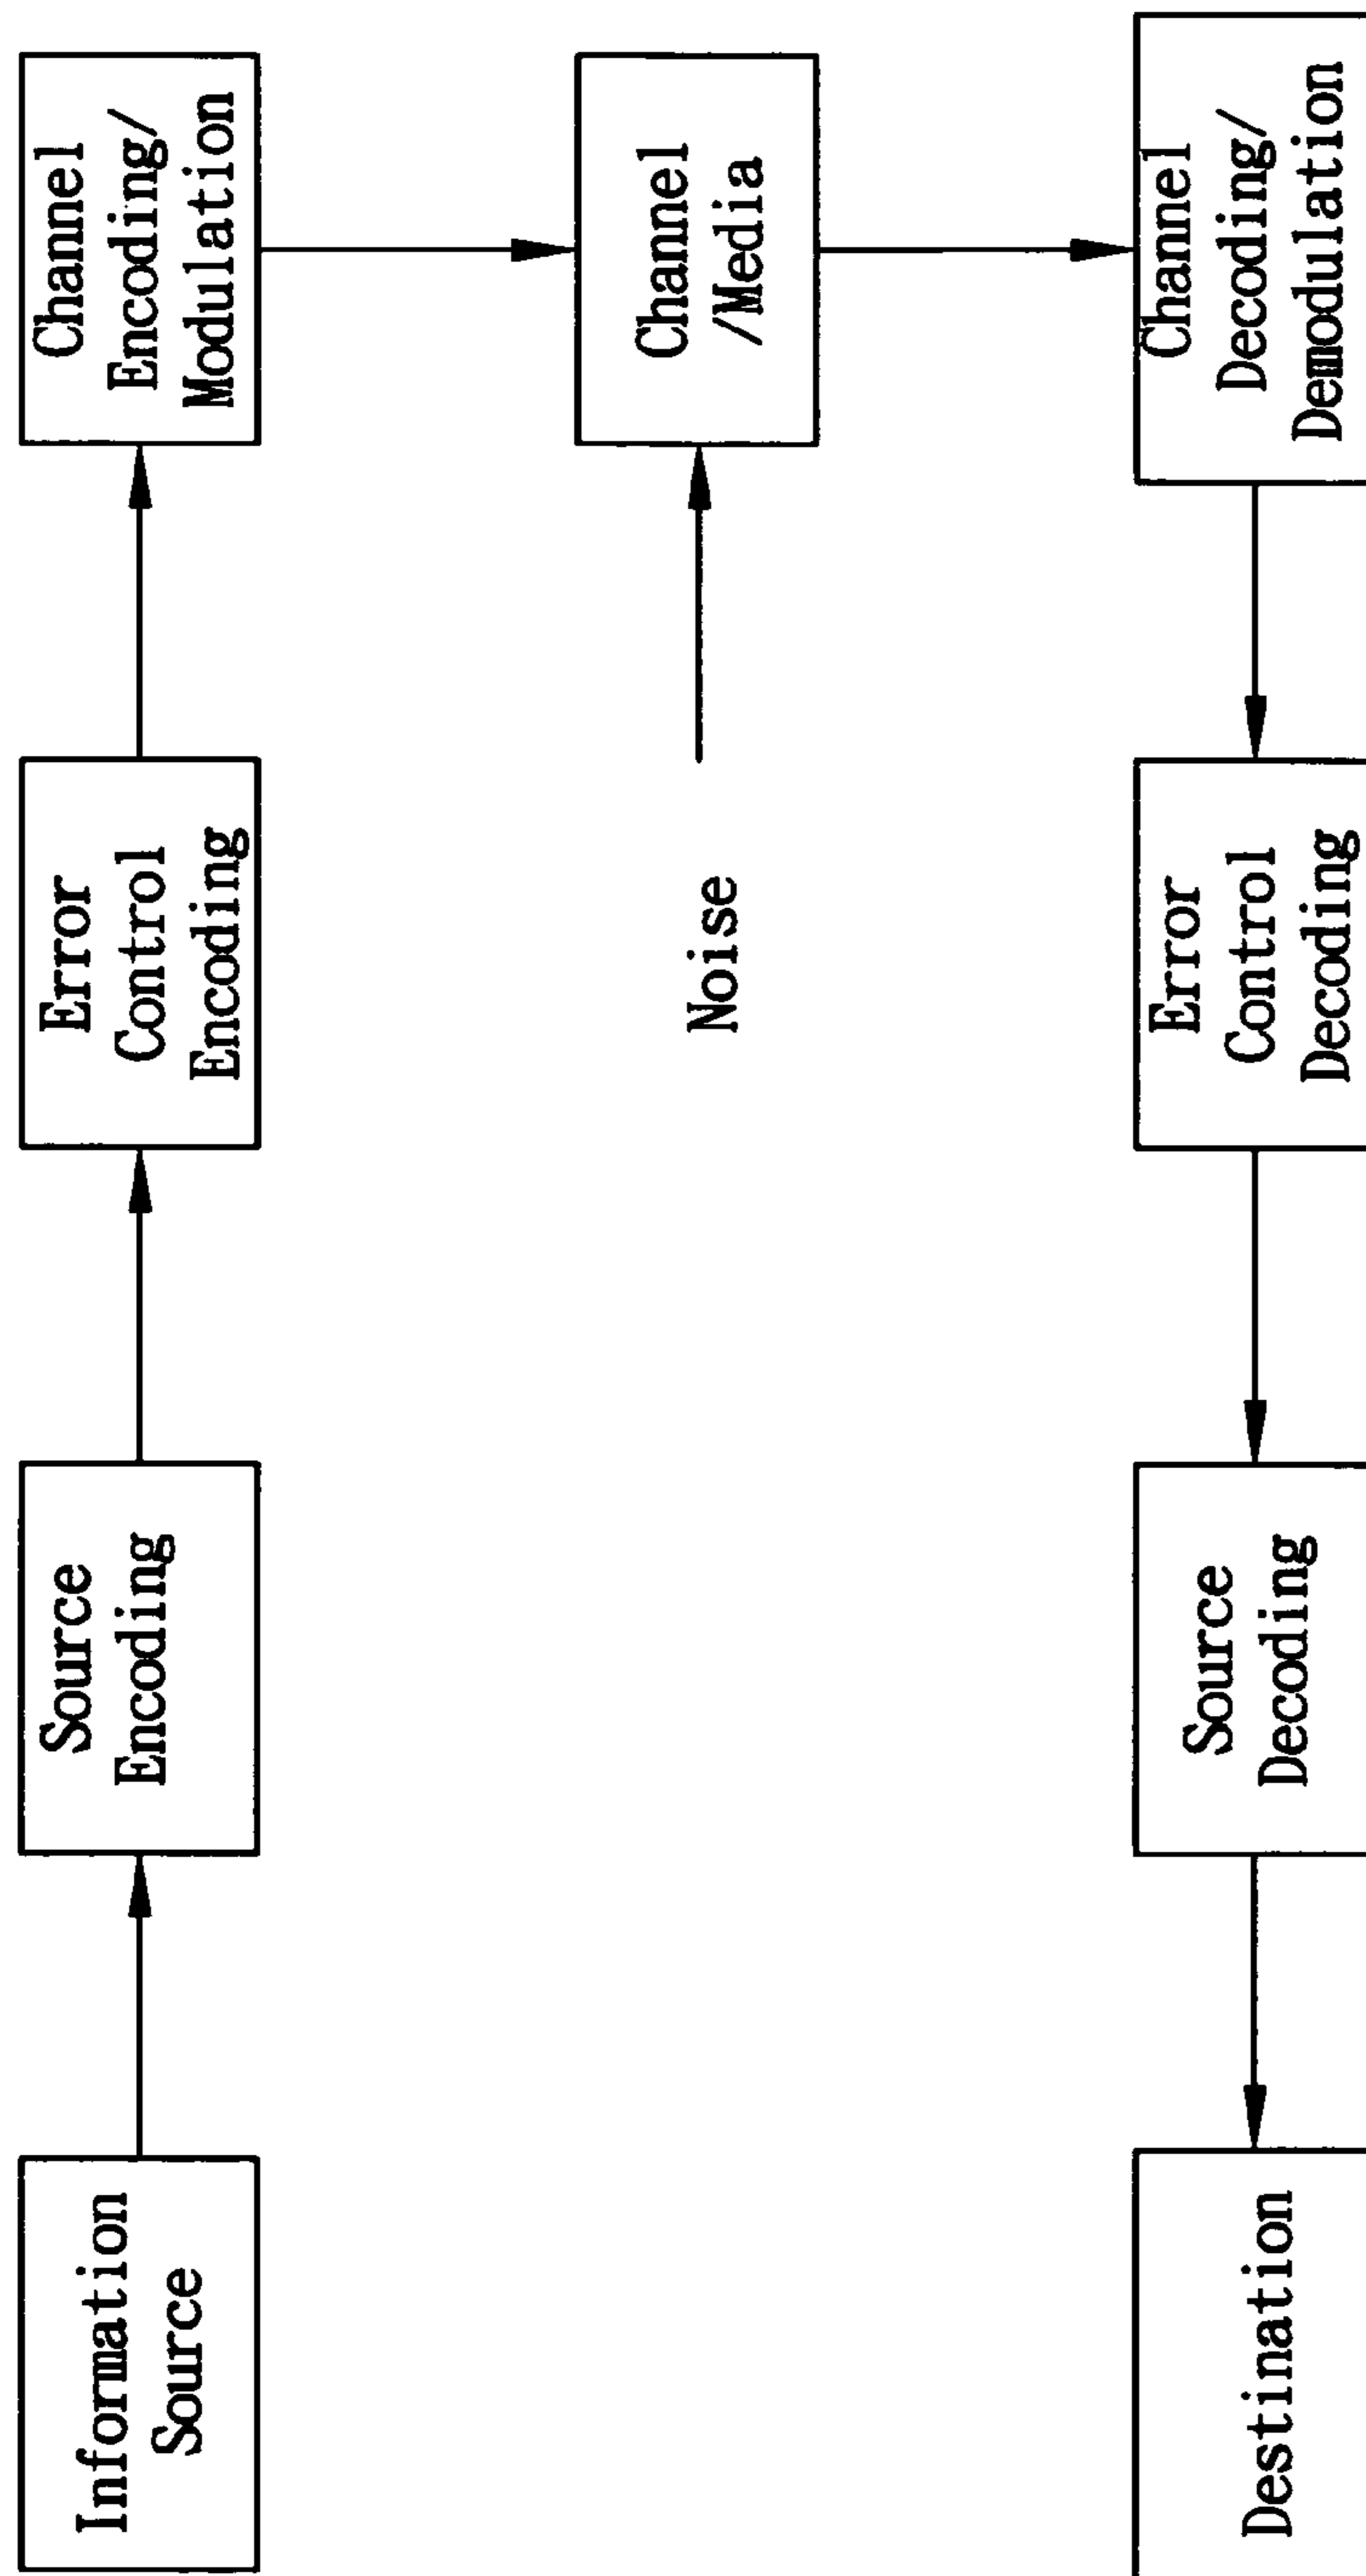 Information
Source
Source
Encoding
Error
Control
Encoding
Channel
Encoding/
Modulation
Noise
Channel
/Media
Destination
Source
Decoding
Error
Control
Decoding
Channel
Decoding/
Demodulation